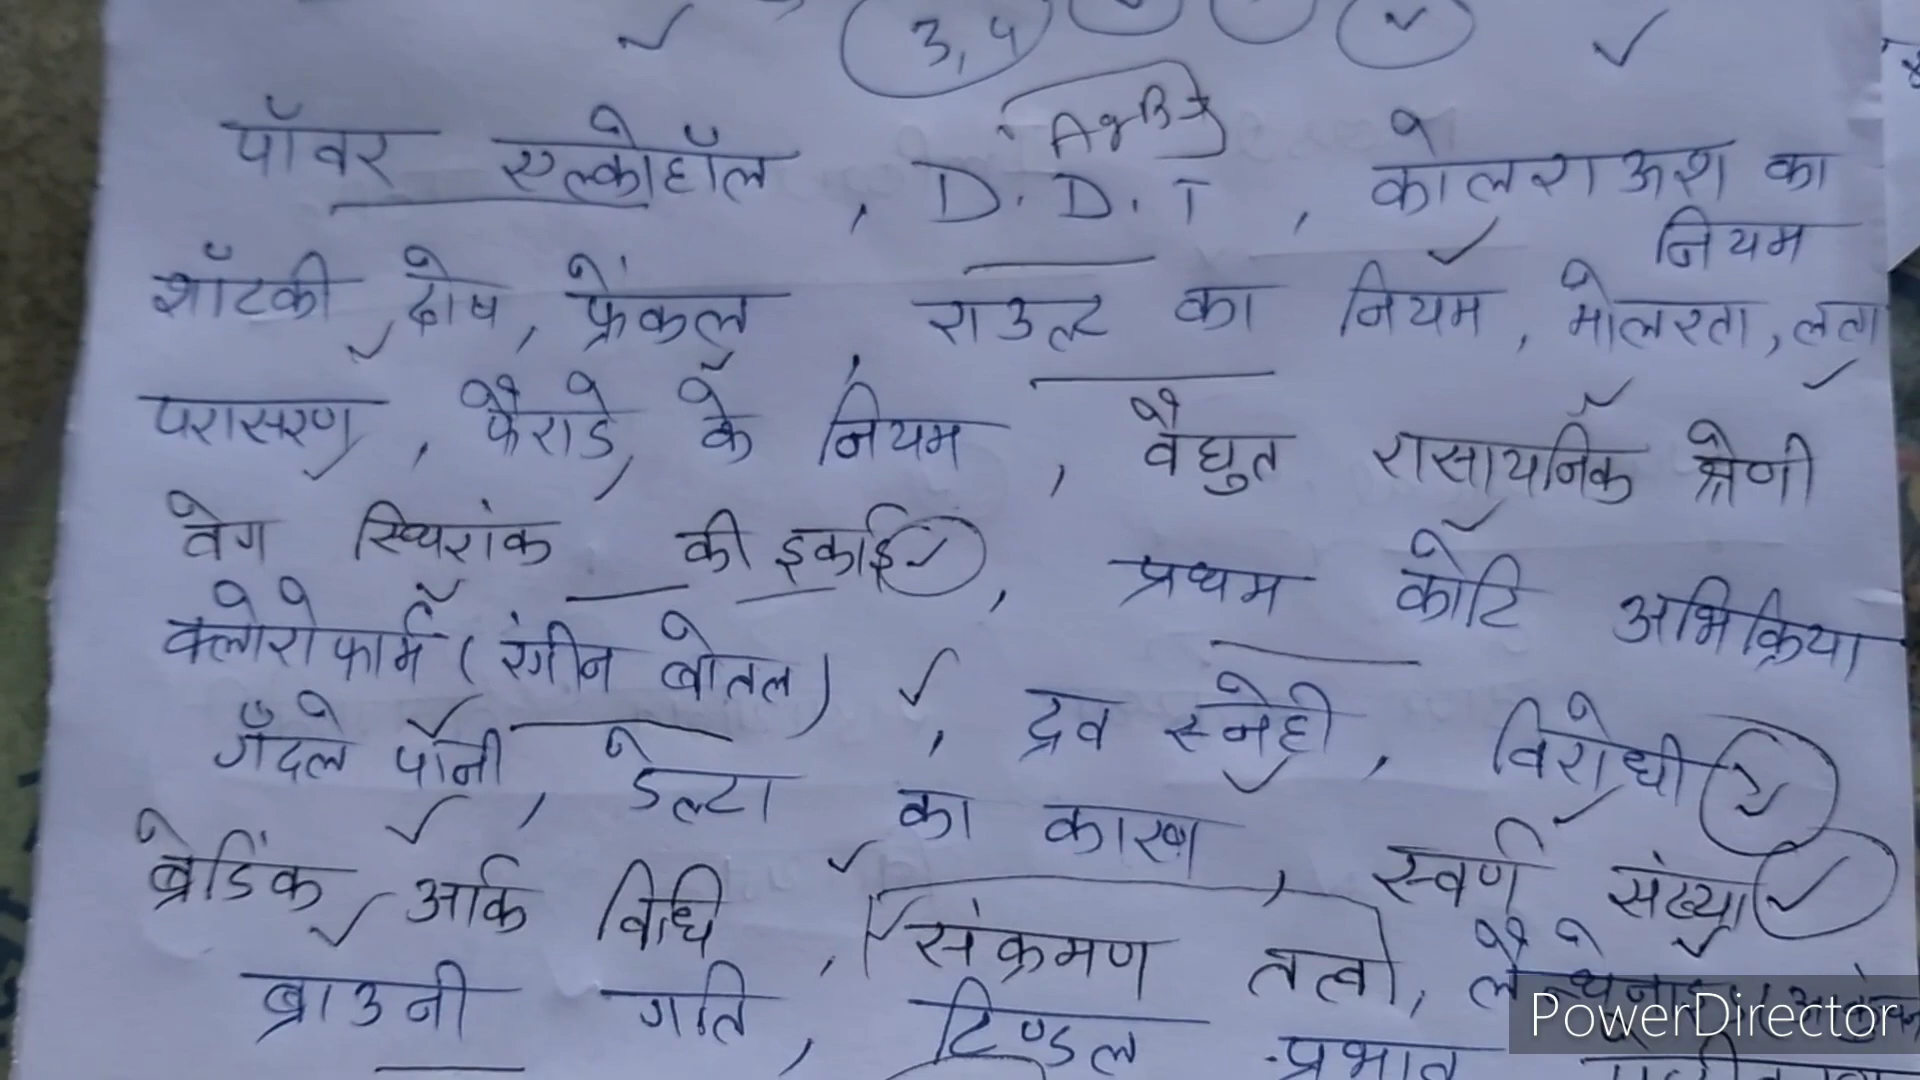 3, 4
AgBr
पॉवर एल्कोहॉल, D.D.T, कोलराऊश का
नियम
शॉटकी दोष, फ्रेंकल, राउल्ट का नियम, मोलरता, लता
परासरण, फैराडे के नियम, वैद्युत रासायनिक श्रेणी
वेग स्थिरांक की इकाई, प्रथम कोटि अभिक्रिया
क्लोरोफार्म (रंगीन बोतल), द्रव स्नेही, विरोधी
गँदले पानी, डेल्टा का कारण, स्वर्ण संख्या
ब्रेडिंक आर्क विधि, संक्रमण तत्वो,
ब्राउनी गति, टिण्डल प्रभाव
PowerDirector